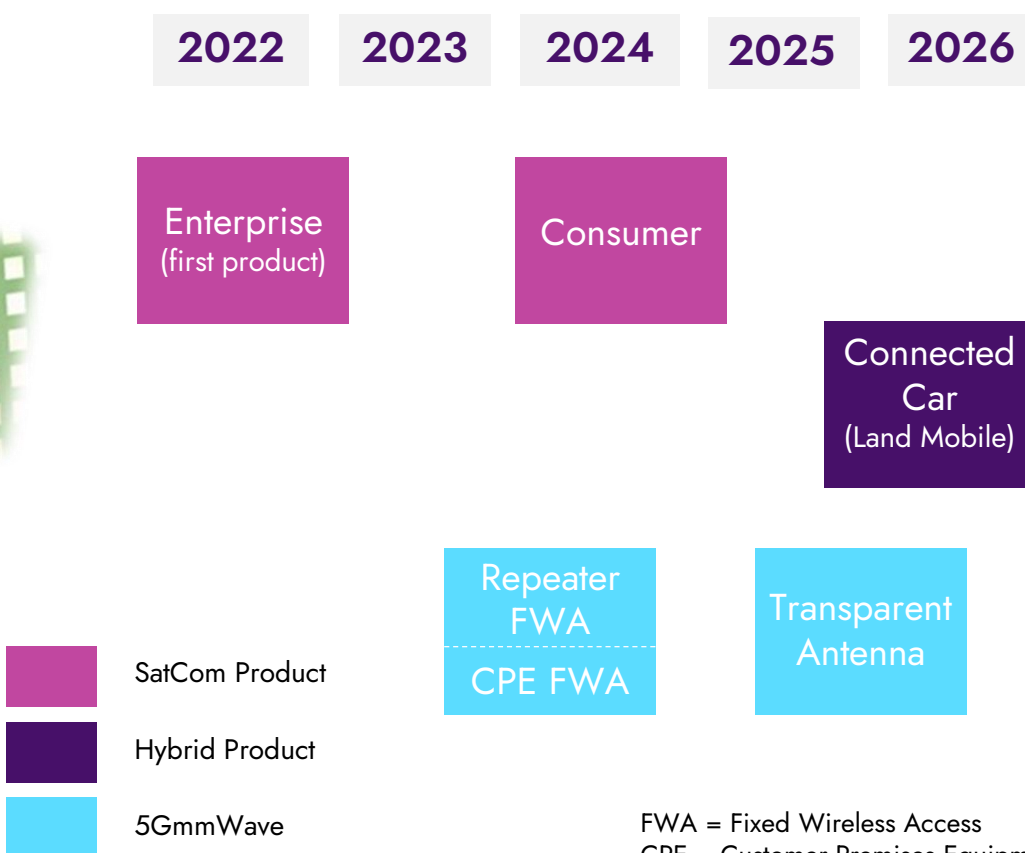 2022 2023 2024 2025 2026
Enterprise
(first product)
Consumer
Connected
Car
(Land Mobile)
Repeater
FWA
CPE FWA
Transparent
Antenna
SatCom Product
Hybrid Product
5GmmWave
FWA = Fixed Wireless Access